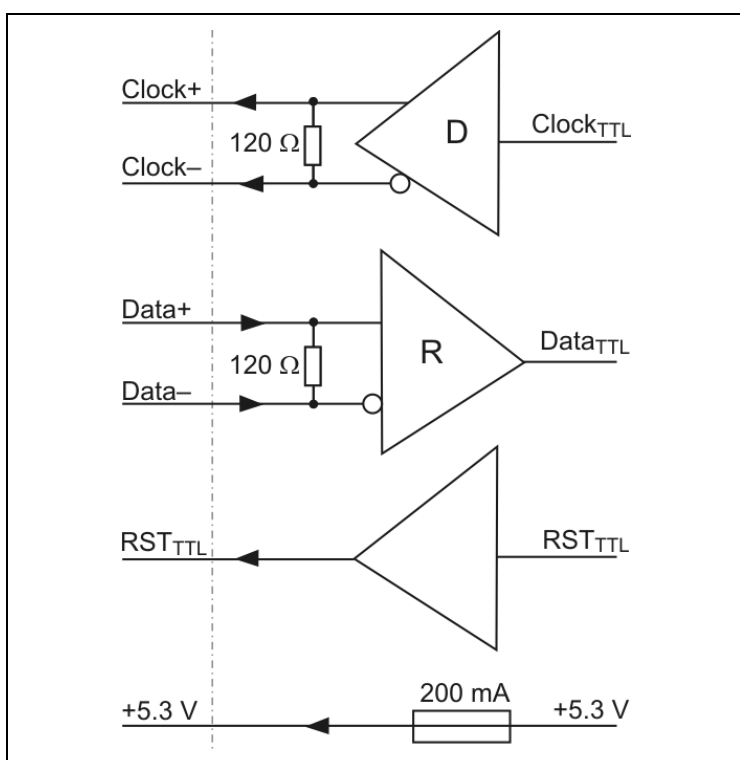 Clock+
120 Ω
D
ClockTTL
Clock–
Data+
120 Ω
R
DataTTL
Data–
RSTTTL
RSTTTL
200 mA
+5.3 V
+5.3 V